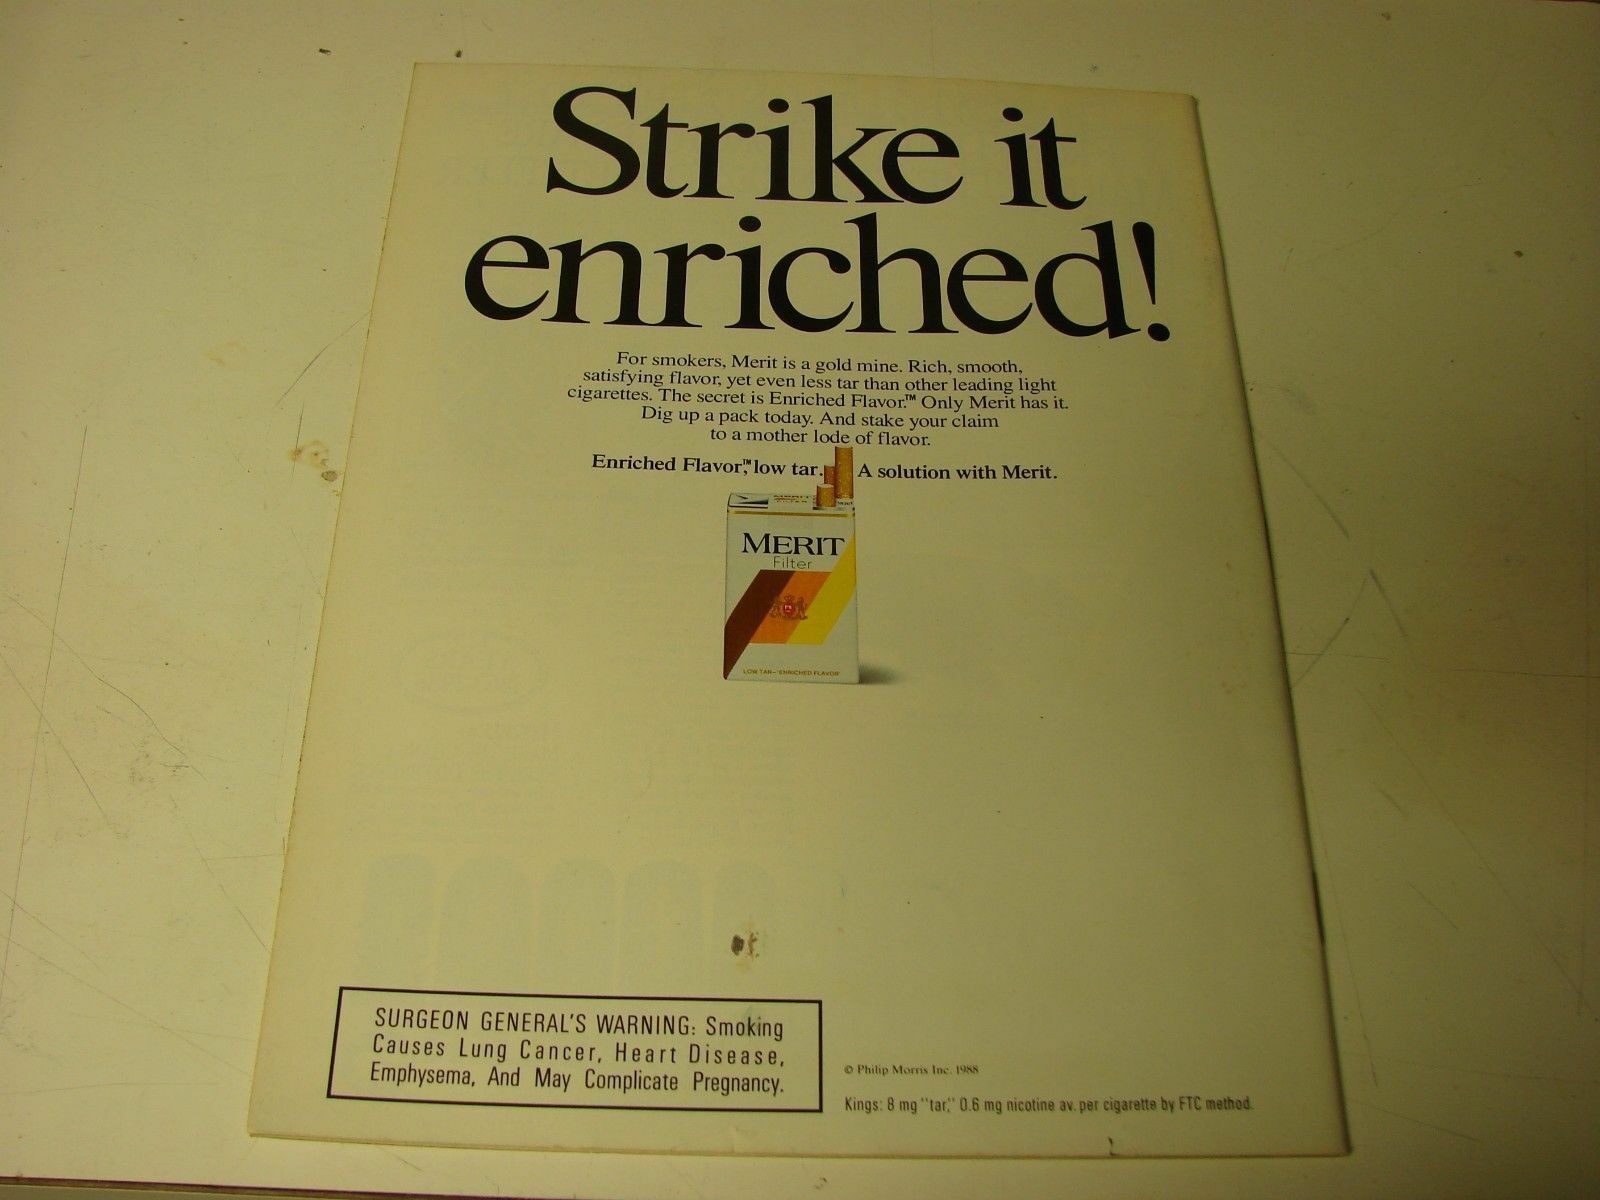 Strike it
enriched!
For smokers, Merit is a gold mine. Rich, smooth,
satisfying flavor, yet even less tar than other leading light
cigarettes. The secret is Enriched Flavor.™ Only Merit has it.
Dig up a pack today. And stake your claim
to a mother lode of flavor.
Enriched Flavor,™ low tar. A solution with Merit.
MERIT
Filter
LOW TAR–'ENRICHED FLAVOR'
SURGEON GENERAL'S WARNING: Smoking
Causes Lung Cancer, Heart Disease,
Emphysema, And May Complicate Pregnancy.
© Philip Morris Inc. 1988
Kings: 8 mg "tar," 0.6 mg nicotine av. per cigarette by FTC method.